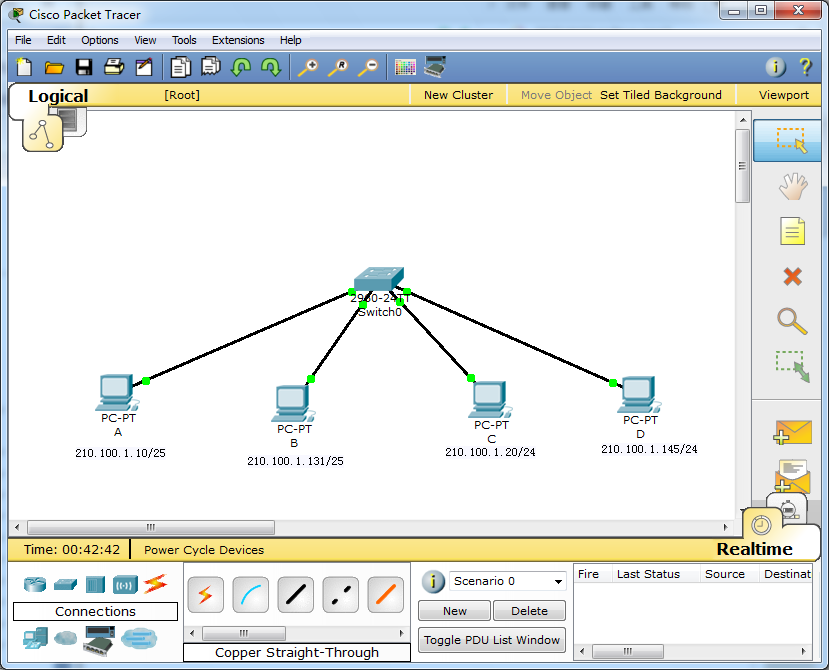 Cisco Packet Tracer
File Edit Options View Tools Extensions Help
Logical [Root] New Cluster Move Object Set Tiled Background Viewport
2960-24TT
Switch0
PC-PT
A
210.100.1.10/25
PC-PT
B
210.100.1.131/25
PC-PT
C
210.100.1.20/24
PC-PT
D
210.100.1.145/24
Time: 00:42:42 Power Cycle Devices Realtime
Connections
Copper Straight-Through
Scenario 0
New Delete
Toggle PDU List Window
Fire Last Status Source Destinat